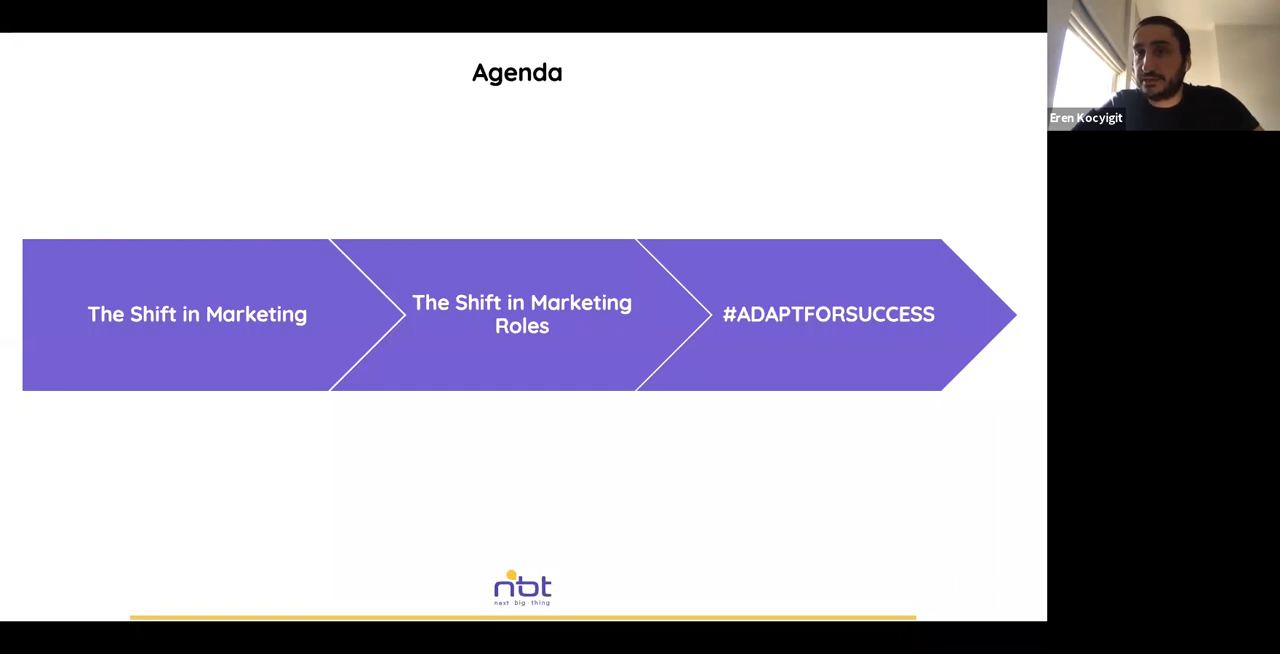 Agenda
Eren Kocyigit
The Shift in Marketing
The Shift in Marketing
Roles
#ADAPTFORSUCCESS
nbt
next big thing